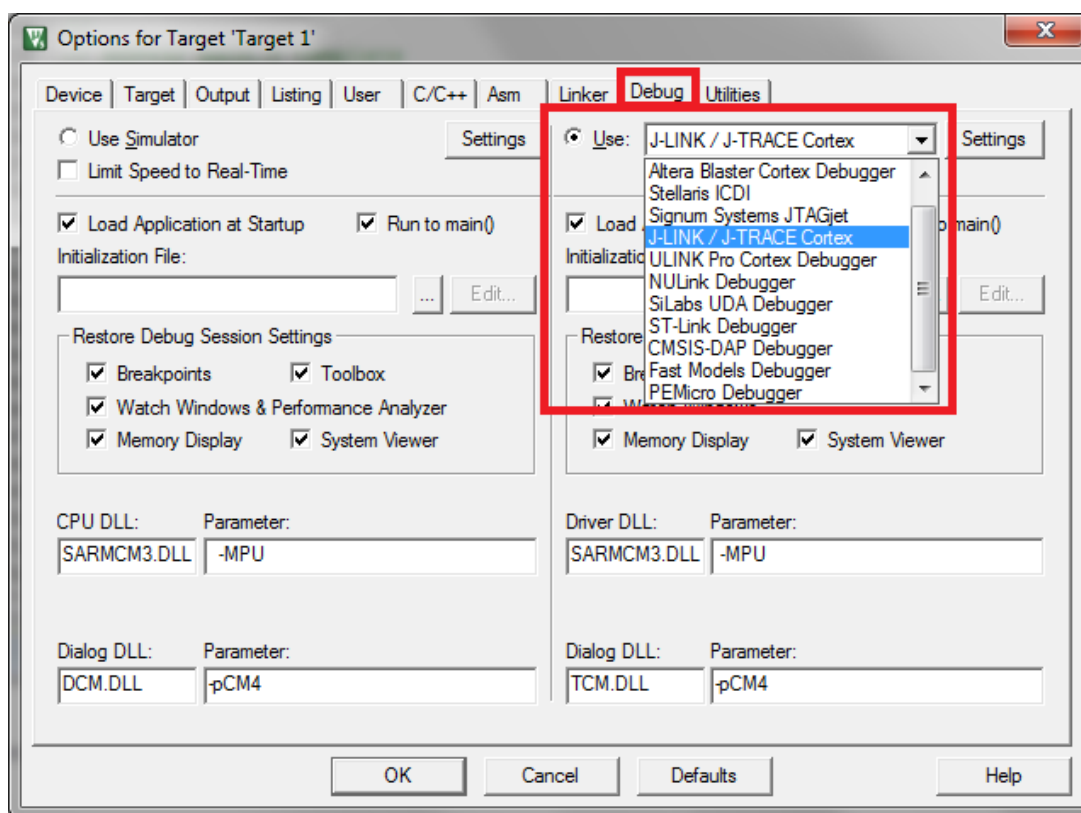 Options for Target 'Target 1'
Device Target Output Listing User C/C++ Asm Linker Debug Utilities
Use Simulator Settings Use: J-LINK / J-TRACE Cortex Settings
Limit Speed to Real-Time
Altera Blaster Cortex Debugger
Stellaris ICDI
Signum Systems JTAGjet
J-LINK / J-TRACE Cortex
ULINK Pro Cortex Debugger
NULink Debugger
SiLabs UDA Debugger
ST-Link Debugger
CMSIS-DAP Debugger
Fast Models Debugger
PEMicro Debugger
Load Application at Startup Run to main() Load main()
Initialization File:
... Edit... Edit...
Restore Debug Session Settings Restore
Breakpoints Toolbox
Watch Windows & Performance Analyzer
Memory Display System Viewer Memory Display System Viewer
CPU DLL: Parameter: Driver DLL: Parameter:
SARMCM3.DLL -MPU SARMCM3.DLL -MPU
Dialog DLL: Parameter: Dialog DLL: Parameter:
DCM.DLL -pCM4 TCM.DLL -pCM4
OK Cancel Defaults Help